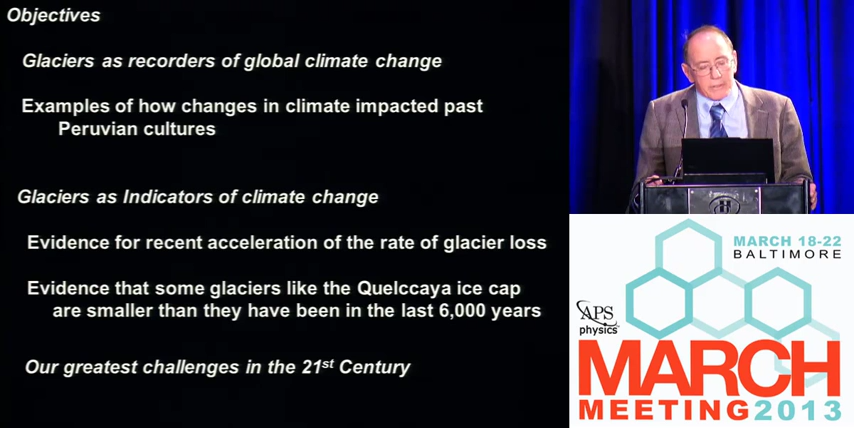 Objectives
Glaciers as recorders of global climate change
Examples of how changes in climate impacted past
Peruvian cultures
Glaciers as Indicators of climate change
Evidence for recent acceleration of the rate of glacier loss
Evidence that some glaciers like the Quelccaya ice cap
are smaller than they have been in the last 6,000 years
Our greatest challenges in the 21st Century
MARCH 18-22
BALTIMORE
APS
physics
MARCH
MEETING2013